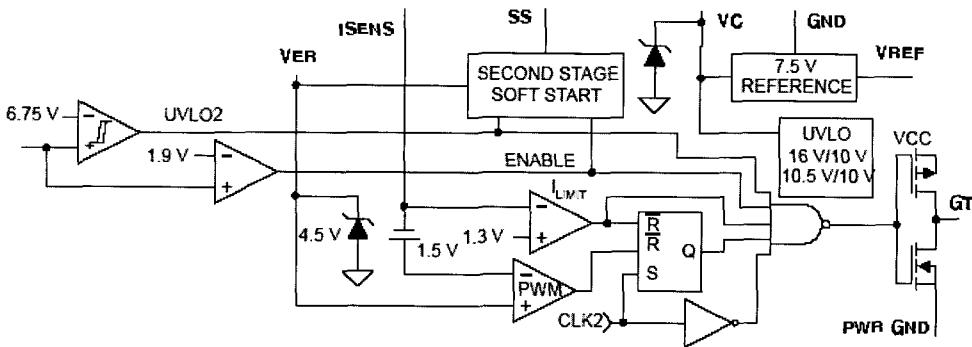 ISENS
SS
VC
GND
VER
VREF
SECOND STAGE
SOFT START
7.5 V
REFERENCE
6.75 V
UVLO2
1.9 V
UVLO
16 V/10 V
10.5 V/10 V
VCC
ENABLE
GT
ILIMIT
4.5 V
1.5 V
1.3 V
R
R
Q
S
PWM
CLK2
PWR GND